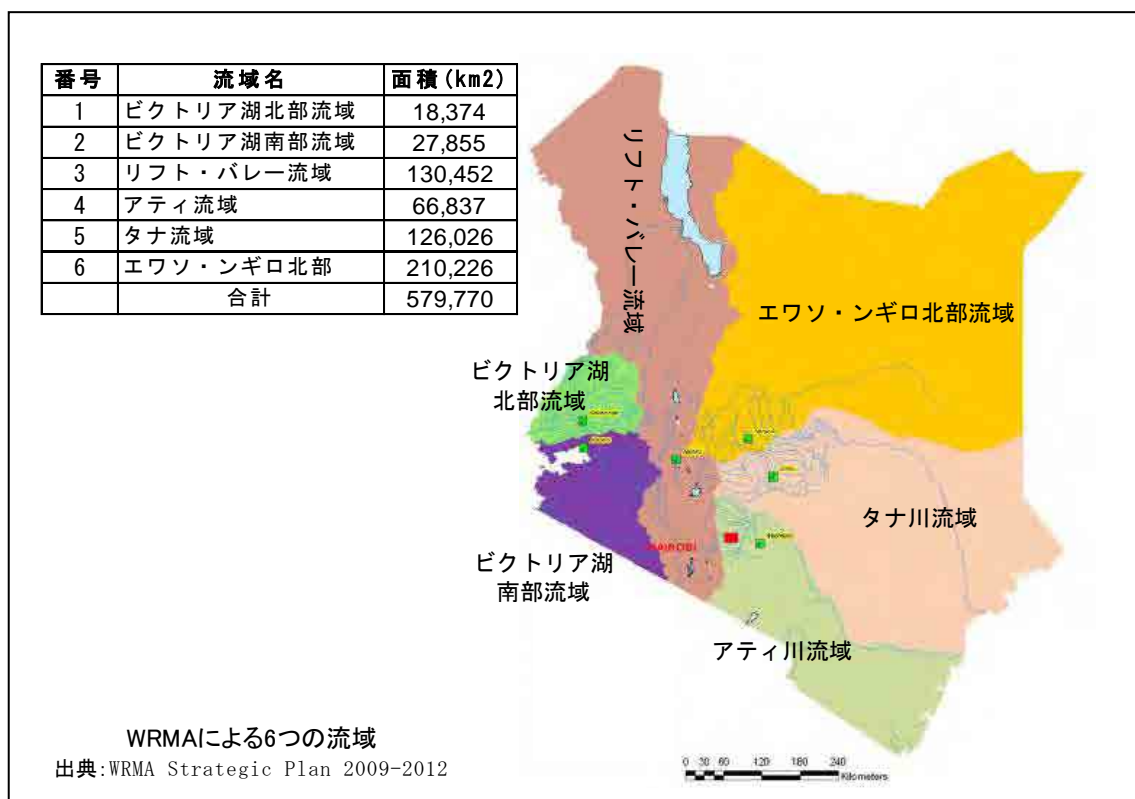 番号 流域名 面積(km2)
1 ビクトリア湖北部流域 18,374
2 ビクトリア湖南部流域 27,855
3 リフト・バレー流域 130,452
4 アティ流域 66,837
5 タナ流域 126,026
6 エワソ・ンギロ北部 210,226
合計 579,770
リフト・バレー流域
エワソ・ンギロ北部流域
ビクトリア湖
北部流域
タナ川流域
NAIROBI
ビクトリア湖
南部流域
アティ川流域
WRMAによる6つの流域
出典:WRMA Strategic Plan 2009-2012
0 30 60 120 180 240
Kilometers